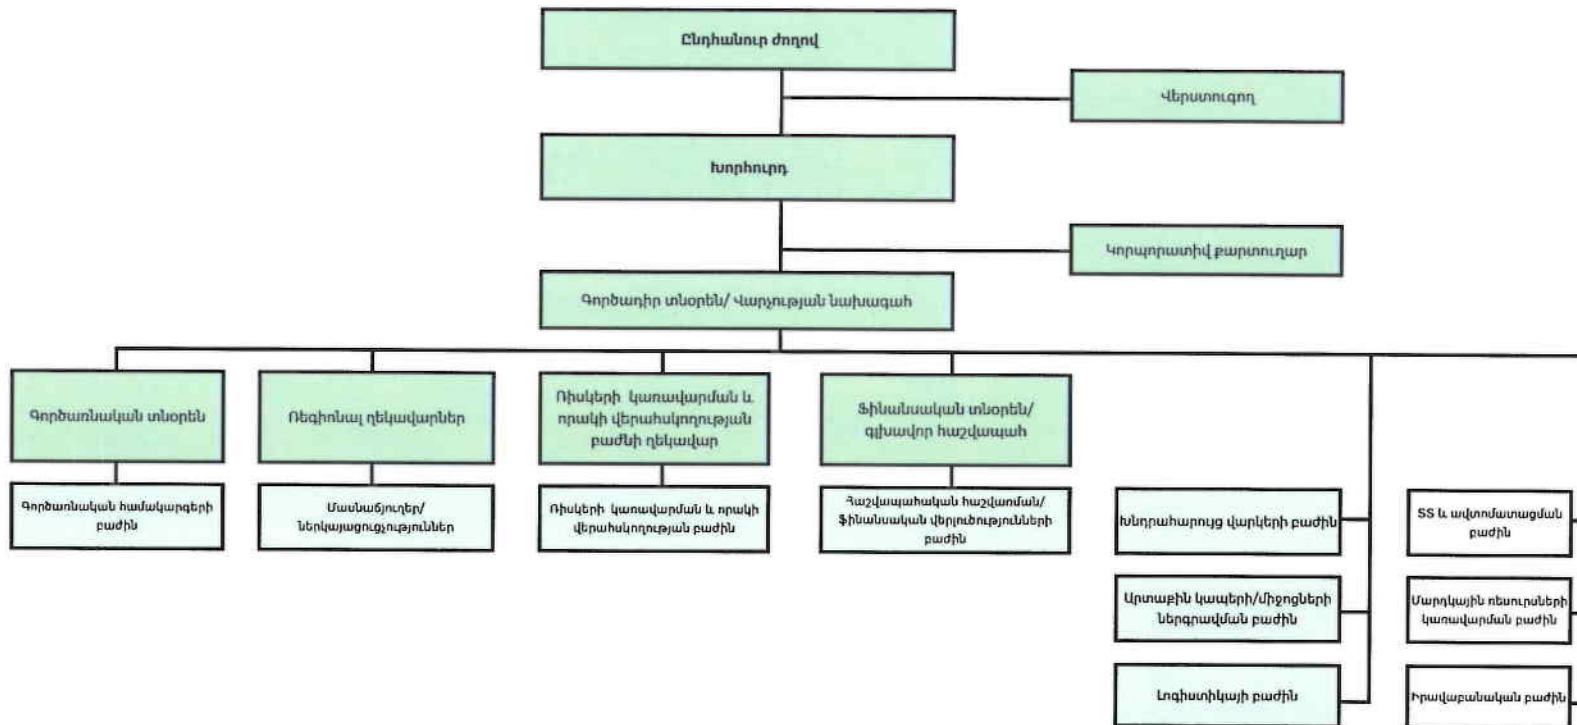 Ընդհանուր ժողով
Վերստուգող
Խորհուրդ
Կորպորատիվ քարտուղար
Գործադիր տնօրեն/ Վարչության նախագահ
Գործառնական տնօրեն
Ռեգիոնալ ղեկավարներ
Ռիսկերի կառավարման և
որակի վերահսկողության
բաժնի ղեկավար
Ֆինանսական տնօրեն/
գլխավոր հաշվապահ
Գործառնական համակարգերի
բաժին
Մասնաճյուղեր/
ներկայացուցչություններ
Ռիսկերի կառավարման և որակի
վերահսկողության բաժին
Հաշվապահական հաշվառման/
ֆինանսական վերլուծությունների
բաժին
Խնդրահարույց վարկերի բաժին
ՏՏ և ավտոմատացման
բաժին
Արտաքին կապերի/միջոցների
ներգրավման բաժին
Մարդկային ռեսուրսների
կառավարման բաժին
Լոգիստիկայի բաժին
Իրավաբանական բաժին